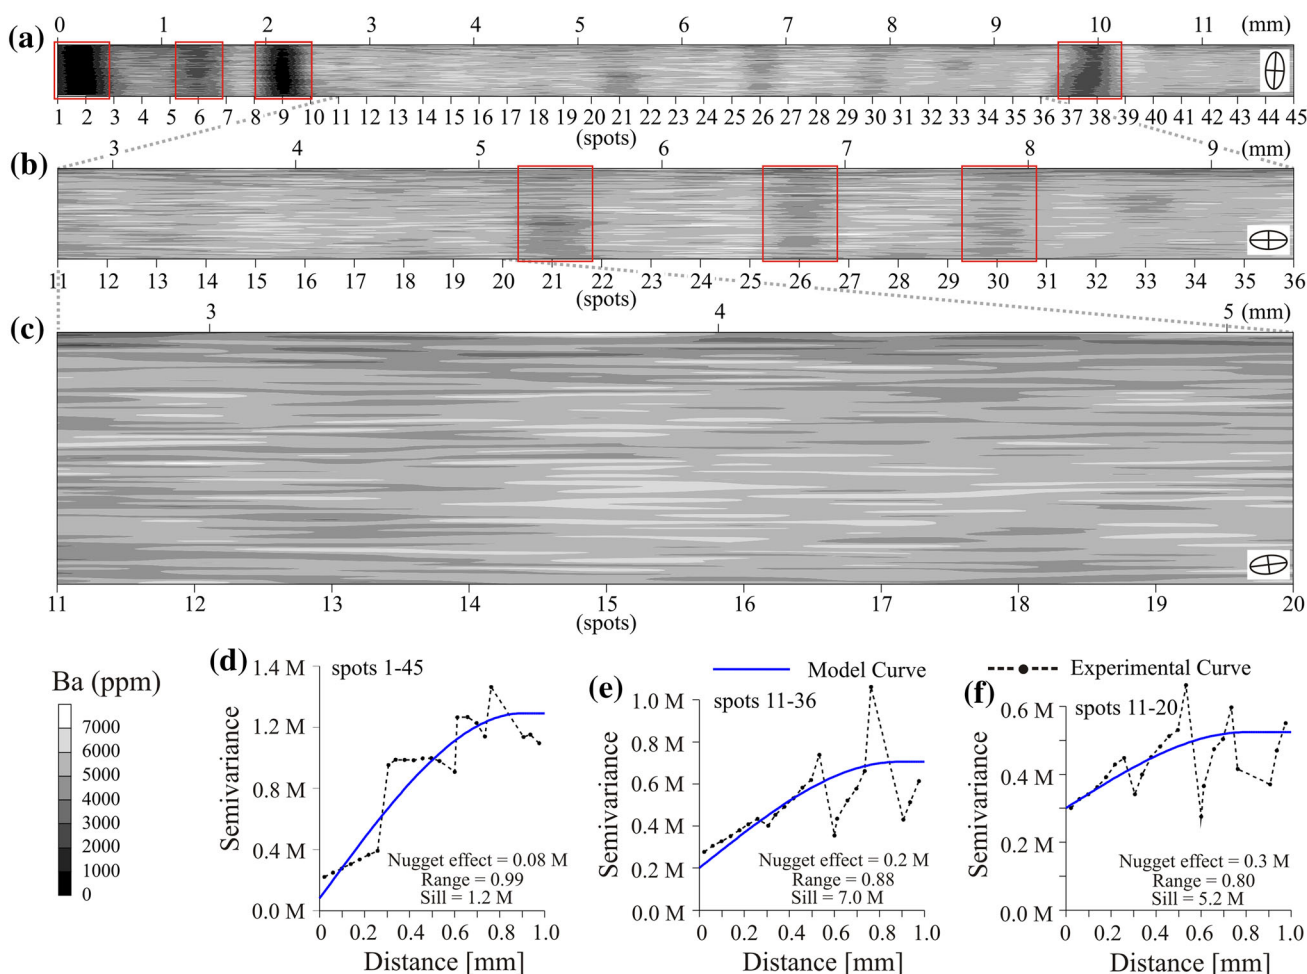 (a) 0 1 2 3 4 5 6 7 8 9 10 11 (mm)
1 2 3 4 5 6 7 8 9 10 11 12 13 14 15 16 17 18 19 20 21 22 23 24 25 26 27 28 29 30 31 32 33 34 35 36 37 38 39 40 41 42 43 44 45
(spots)
(b) 3 4 5 6 7 8 9 (mm)
11 12 13 14 15 16 17 18 19 20 21 22 23 24 25 26 27 28 29 30 31 32 33 34 35 36
(spots)
(c) 3 4 5 (mm)
11 12 13 14 15 16 17 18 19 20
(spots)
Ba (ppm)
7000
6000
5000
4000
3000
2000
1000
0
(d) spots 1-45
1.4 M
1.2 M
0.8 M
0.4 M
0.0 M
Semivariance
Nugget effect = 0.08 M
Range = 0.99
Sill = 1.2 M
0 0.2 0.4 0.6 0.8 1.0
Distance [mm]
Model Curve
Experimental Curve
(e) spots 11-36
1.0 M
0.8 M
0.6 M
0.4 M
0.2 M
0.0 M
Semivariance
Nugget effect = 0.2 M
Range = 0.88
Sill = 7.0 M
0 0.2 0.4 0.6 0.8 1.0
Distance [mm]
(f) spots 11-20
0.6 M
0.4 M
0.2 M
0.0 M
Semivariance
Nugget effect = 0.3 M
Range = 0.80
Sill = 5.2 M
0 0.2 0.4 0.6 0.8 1.0
Distance [mm]